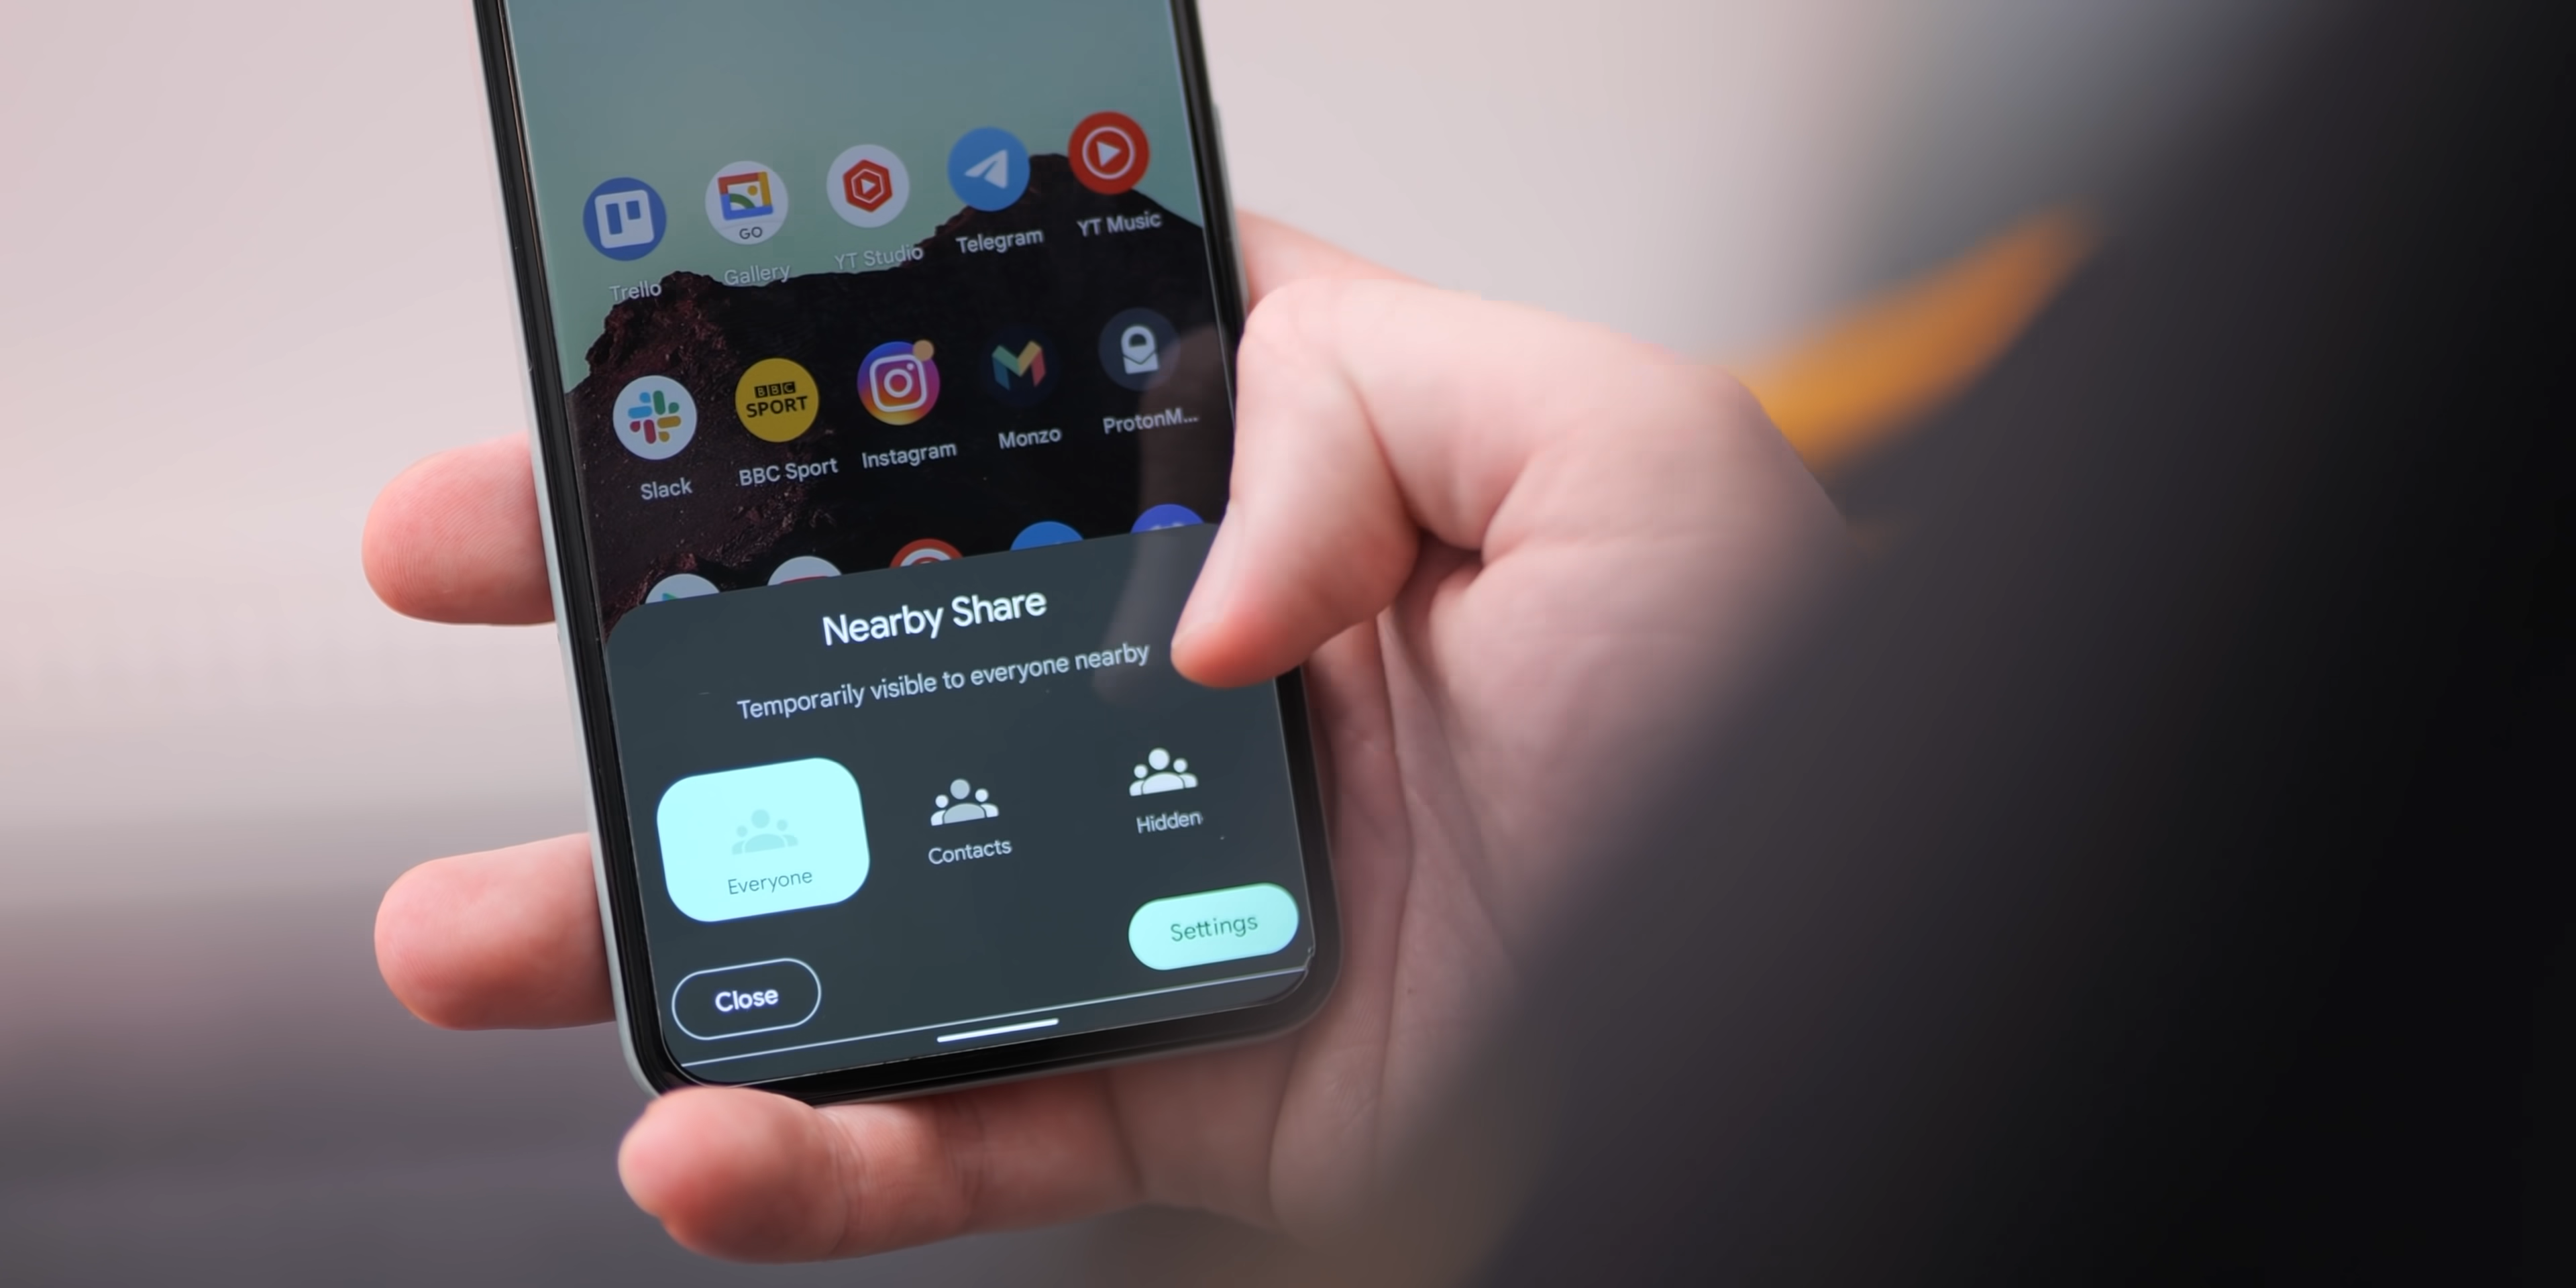 GO
Trello
Gallery
YT Studio
Telegram
YT Music
BBC
SPORT
Slack
BBC Sport
Instagram
Monzo
ProtonM...
Nearby Share
Temporarily visible to everyone nearby
Everyone
Contacts
Hidden
Close
Settings